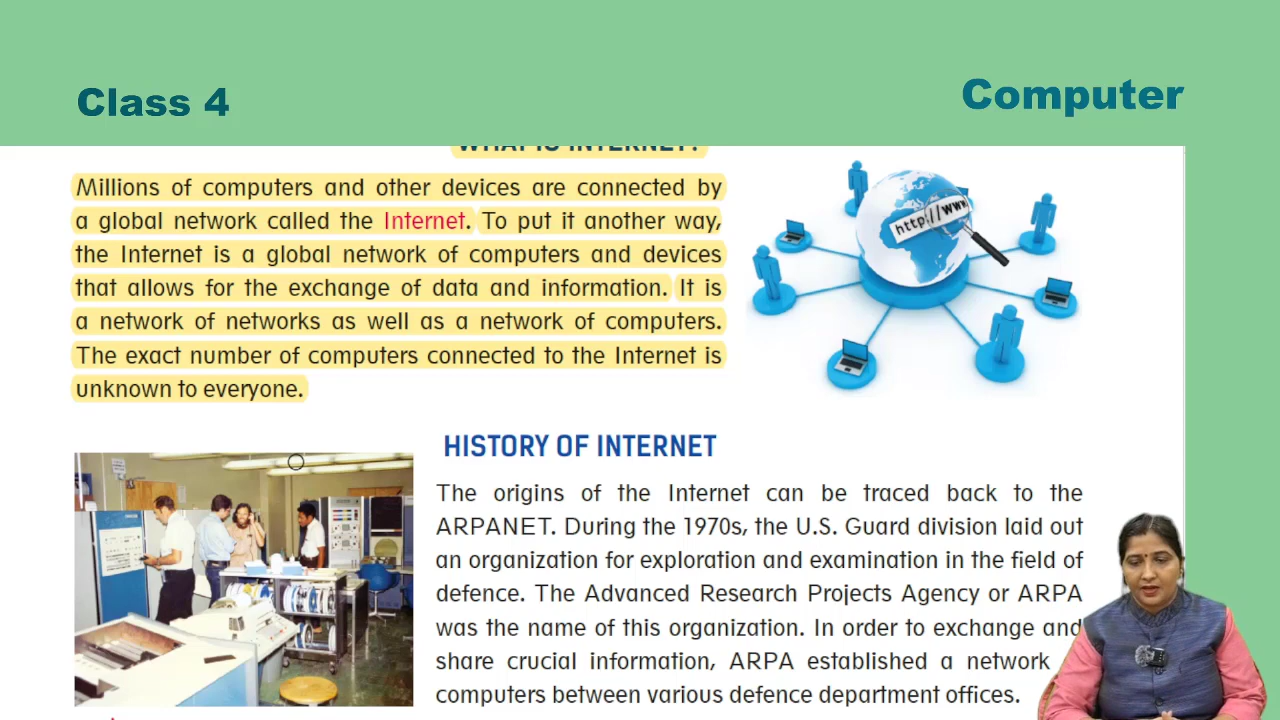 Class 4
Computer
WHAT IS INTERNET?
Millions of computers and other devices are connected by
a global network called the Internet. To put it another way,
the Internet is a global network of computers and devices
that allows for the exchange of data and information. It is
a network of networks as well as a network of computers.
The exact number of computers connected to the Internet is
unknown to everyone.
http://www
HISTORY OF INTERNET
The origins of the Internet can be traced back to the
ARPANET. During the 1970s, the U.S. Guard division laid out
an organization for exploration and examination in the field of
defence. The Advanced Research Projects Agency or ARPA
was the name of this organization. In order to exchange and
share crucial information, ARPA established a network
computers between various defence department offices.